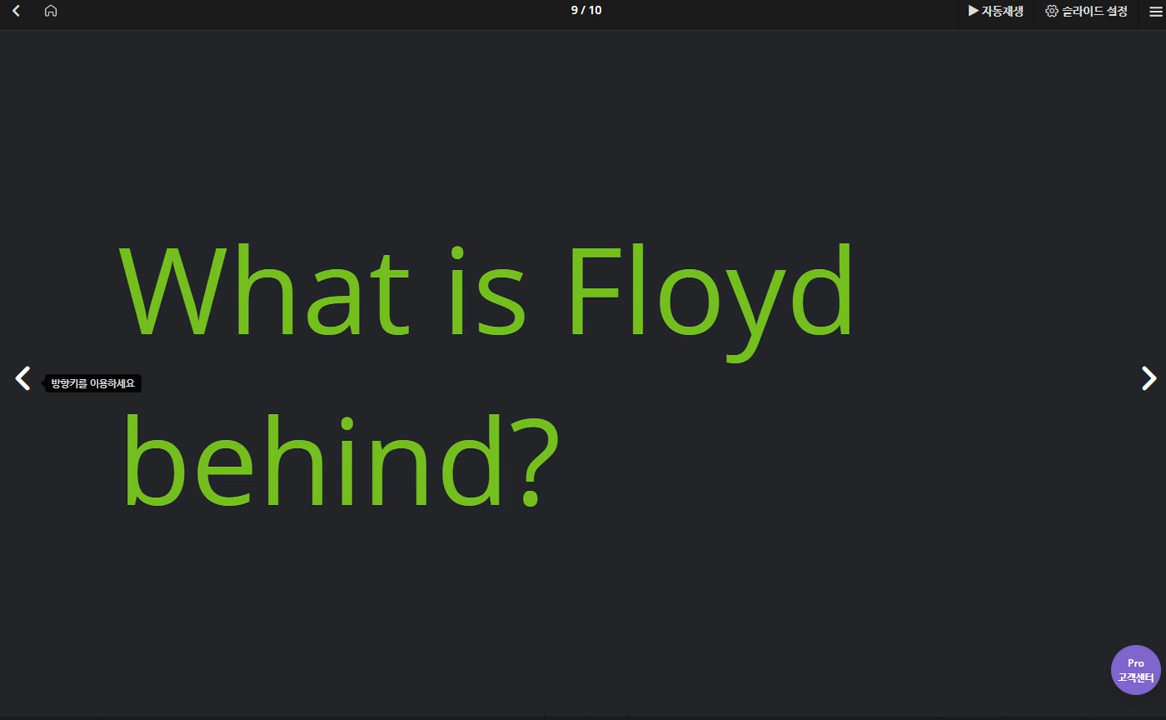 9 / 10
자동재생
슬라이드 설정
What is Floyd
방향키를 이용하세요
behind?
Pro
고객센터